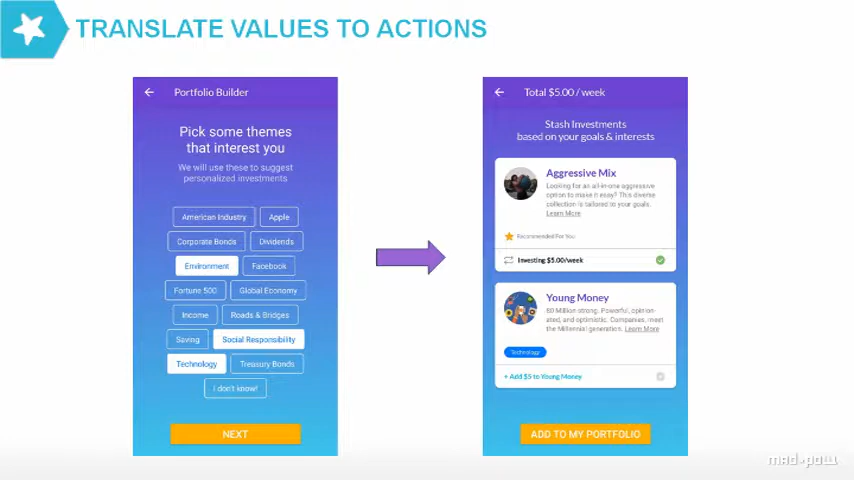 TRANSLATE VALUES TO ACTIONS
Portfolio Builder
Pick some themes
that interest you
We will use these to suggest
personalized investments
American Industry
Apple
Corporate Bonds
Dividends
Environment
Facebook
Fortune 500
Global Economy
Income
Roads & Bridges
Saving
Social Responsibility
Technology
Treasury Bonds
i don't know!
NEXT
Total $5.00 / week
Stash Investments
based on your goals & interests
Aggressive Mix
Looking for an all-in-one aggressive
option to make it easy? This diverse
collection is tailored to your goals.
Learn More
Recommended For You
Investing $5.00/week
Young Money
80 Million strong. Powerful, opinion-
ated, and optimistic. Companies, meet
the Millennial generation. Learn More
Technology
+ Add $5 to Young Money
ADD TO MY PORTFOLIO
mad*pow